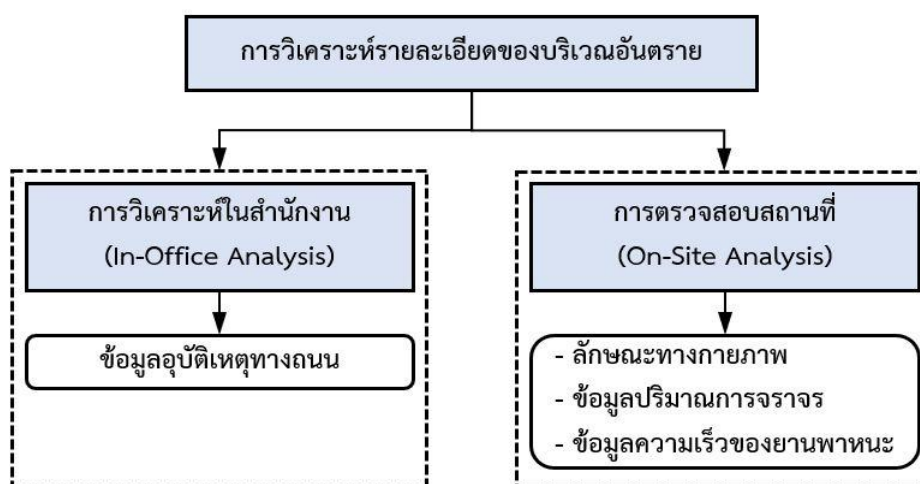 การวิเคราะห์รายละเอียดของบริเวณอันตราย
การวิเคราะห์ในสำนักงาน
(In-Office Analysis)
ข้อมูลอุบัติเหตุทางถนน
การตรวจสอบสถานที่
(On-Site Analysis)
- ลักษณะทางกายภาพ
- ข้อมูลปริมาณการจราจร
- ข้อมูลความเร็วของยานพาหนะ